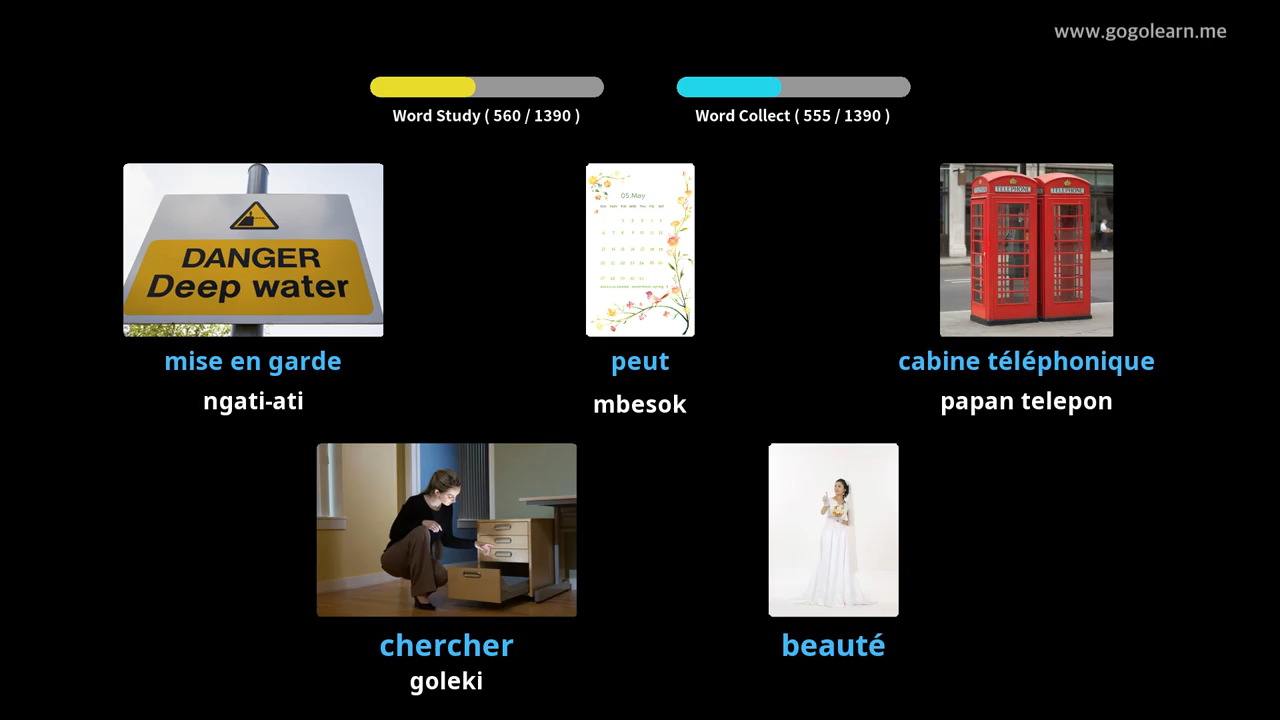 www.gogolearn.me
Word Study ( 560 / 1390 )
Word Collect ( 555 / 1390 )
DANGER
Deep water
05.May
TELEPHONE
TELEPHONE
mise en garde
peut
cabine téléphonique
ngati-ati
mbesok
papan telepon
chercher
beauté
goleki